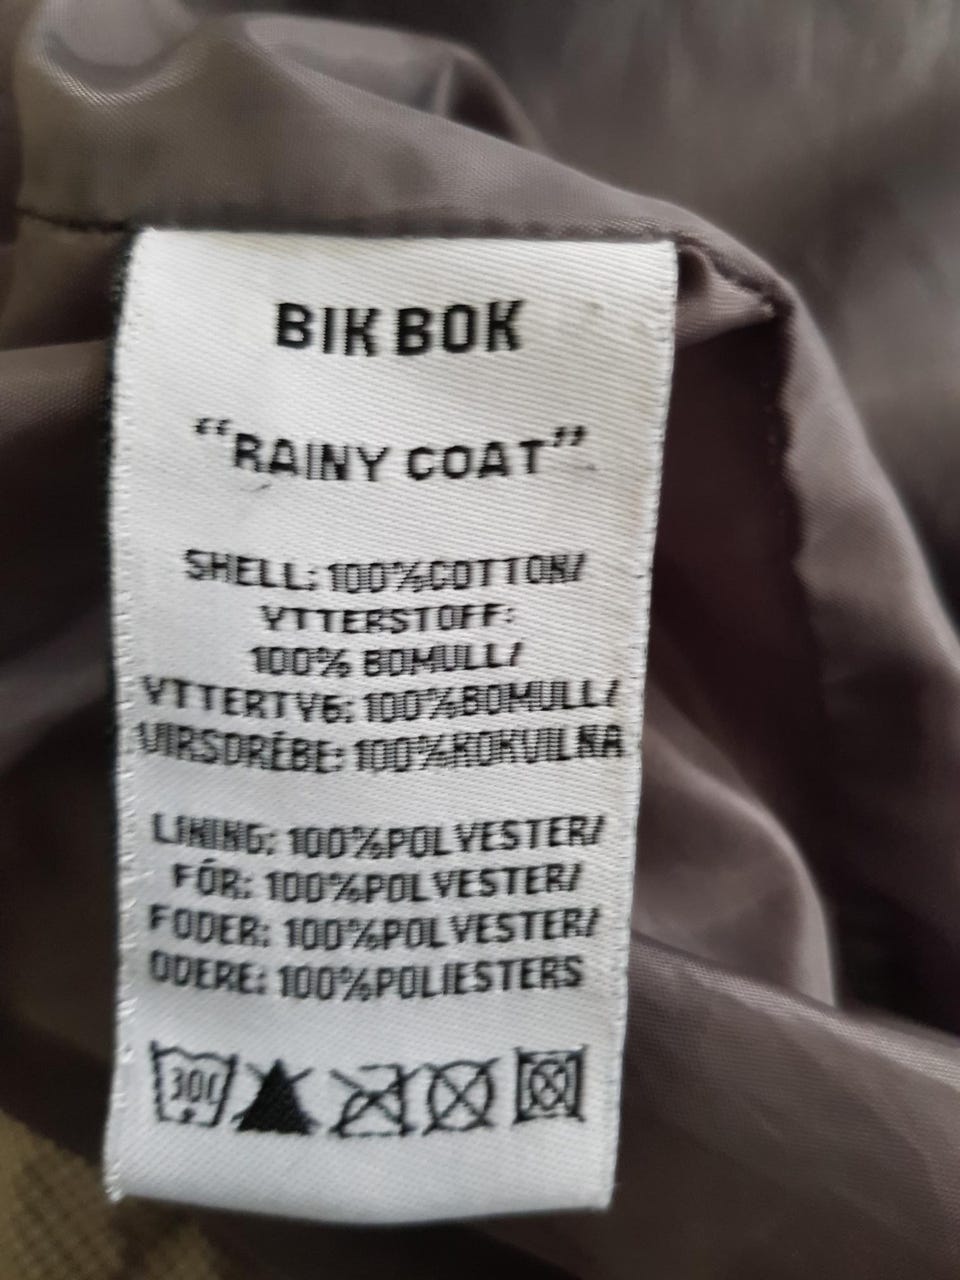 BIK BOK
“RAINY COAT”
SHELL: 100%COTTON/
YTTERSTOFF:
100% BOMULL/
YTTERTYG: 100%BOMULL/
VIRSDRĒBE: 100%KOKVILNA
LINING: 100%POLYESTER/
FÓR: 100%POLYESTER/
FODER: 100%POLYESTER/
ODERE: 100%POLIESTERS
30